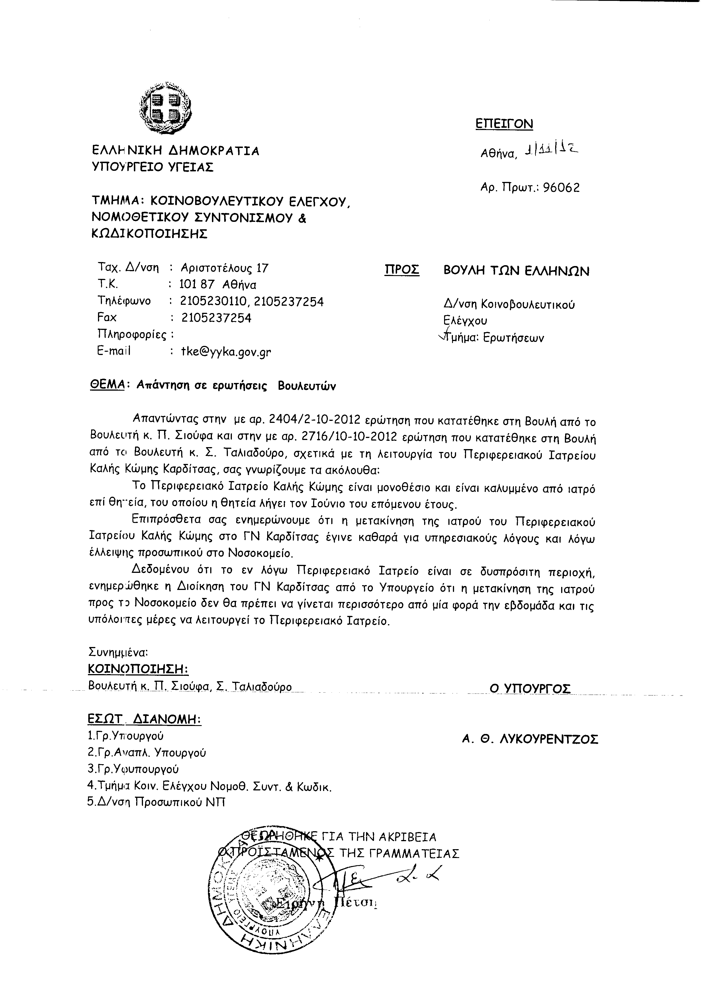 ΕΠΕΙΓΟΝ
ΕΛΛΗΝΙΚΗ ΔΗΜΟΚΡΑΤΙΑ
ΥΠΟΥΡΓΕΙΟ ΥΓΕΙΑΣ
Αθήνα, 1/11/12
Αρ. Πρωτ.: 96062
ΤΜΗΜΑ: ΚΟΙΝΟΒΟΥΛΕΥΤΙΚΟΥ ΕΛΕΓΧΟΥ,
ΝΟΜΟΘΕΤΙΚΟΥ ΣΥΝΤΟΝΙΣΜΟΥ &
ΚΩΔΙΚΟΠΟΙΗΣΗΣ
Ταχ. Δ/νση : Αριστοτέλους 17
Τ.Κ. : 101 87 Αθήνα
Τηλέφωνο : 2105230110, 2105237254
Fax : 2105237254
Πληροφορίες :
E-mail : tke@yyka.gov.gr
ΠΡΟΣ ΒΟΥΛΗ ΤΩΝ ΕΛΛΗΝΩΝ
Δ/νση Κοινοβουλευτικού
Ελέγχου
Τμήμα: Ερωτήσεων
ΘΕΜΑ: Απάντηση σε ερωτήσεις Βουλευτών
Απαντώντας στην με αρ. 2404/2-10-2012 ερώτηση που κατατέθηκε στη Βουλή από το
Βουλευτή κ. Π. Σιούφα και στην με αρ. 2716/10-10-2012 ερώτηση που κατατέθηκε στη Βουλή
από το Βουλευτή κ. Σ. Ταλιαδούρο, σχετικά με τη λειτουργία του Περιφερειακού Ιατρείου
Καλής Κώμης Καρδίτσας, σας γνωρίζουμε τα ακόλουθα:
Το Περιφερειακό Ιατρείο Καλής Κώμης είναι μονοθέσιο και είναι καλυμμένο από ιατρό
επί θητεία, του οποίου η θητεία λήγει τον Ιούνιο του επόμενου έτους.
Επιπρόσθετα σας ενημερώνουμε ότι η μετακίνηση της ιατρού του Περιφερειακού
Ιατρείου Καλής Κώμης στο ΓΝ Καρδίτσας έγινε καθαρά για υπηρεσιακούς λόγους και λόγω
έλλειψης προσωπικού στο Νοσοκομείο.
Δεδομένου ότι το εν λόγω Περιφερειακό Ιατρείο είναι σε δυσπρόσιτη περιοχή,
ενημερώθηκε η Διοίκηση του ΓΝ Καρδίτσας από το Υπουργείο ότι η μετακίνηση της ιατρού
προς το Νοσοκομείο δεν θα πρέπει να γίνεται περισσότερο από μία φορά την εβδομάδα και τις
υπόλοιπες μέρες να λειτουργεί το Περιφερειακό Ιατρείο.
Συνημμένα:
ΚΟΙΝΟΠΟΙΗΣΗ:
Βουλευτή κ. Π. Σιούφα, Σ. Ταλιαδούρο
Ο ΥΠΟΥΡΓΟΣ
ΕΣΩΤ. ΔΙΑΝΟΜΗ:
1.Γρ.Υπουργού
2.Γρ.Αναπλ. Υπουργού
3.Γρ.Υφυπουργού
4.Τμήμα Κοιν. Ελέγχου Νομοθ. Συντ. & Κωδικ.
5.Δ/νση Προσωπικού ΝΠ
Α. Θ. ΛΥΚΟΥΡΕΝΤΖΟΣ
ΘΕΩΡΗΘΗΚΕ ΓΙΑ ΤΗΝ ΑΚΡΙΒΕΙΑ
Ο ΠΡΟΪΣΤΑΜΕΝΟΣ ΤΗΣ ΓΡΑΜΜΑΤΕΙΑΣ
Ειρήνη Πέτση
ΕΛΛΗΝΙΚΗ ΔΗΜΟΚΡΑΤΙΑ
ΥΠΟΥΡΓΕΙΟ ΥΓΕΙΑΣ